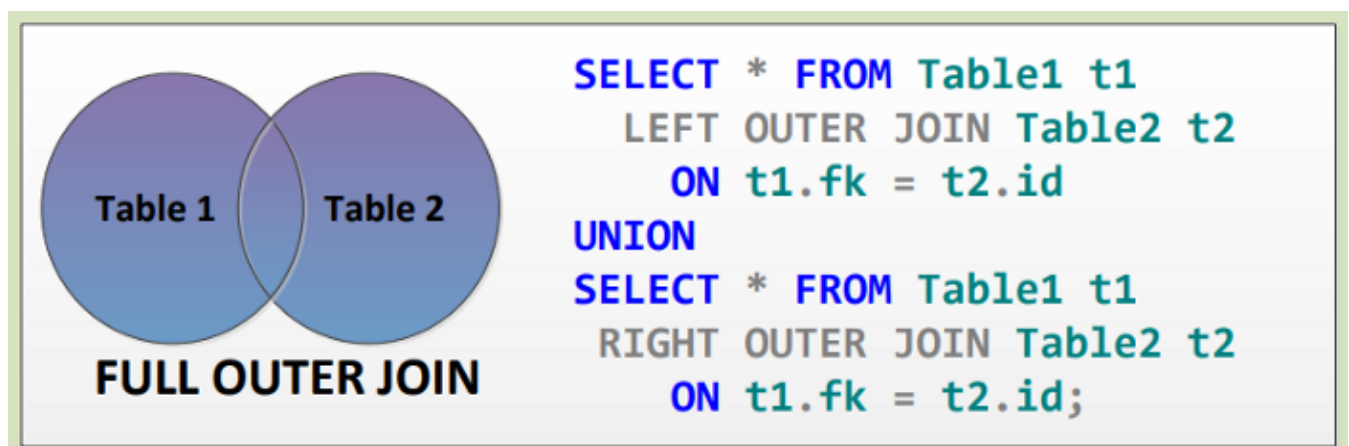 Table 1
Table 2
FULL OUTER JOIN
SELECT * FROM Table1 t1
LEFT OUTER JOIN Table2 t2
ON t1.fk = t2.id
UNION
SELECT * FROM Table1 t1
RIGHT OUTER JOIN Table2 t2
ON t1.fk = t2.id;